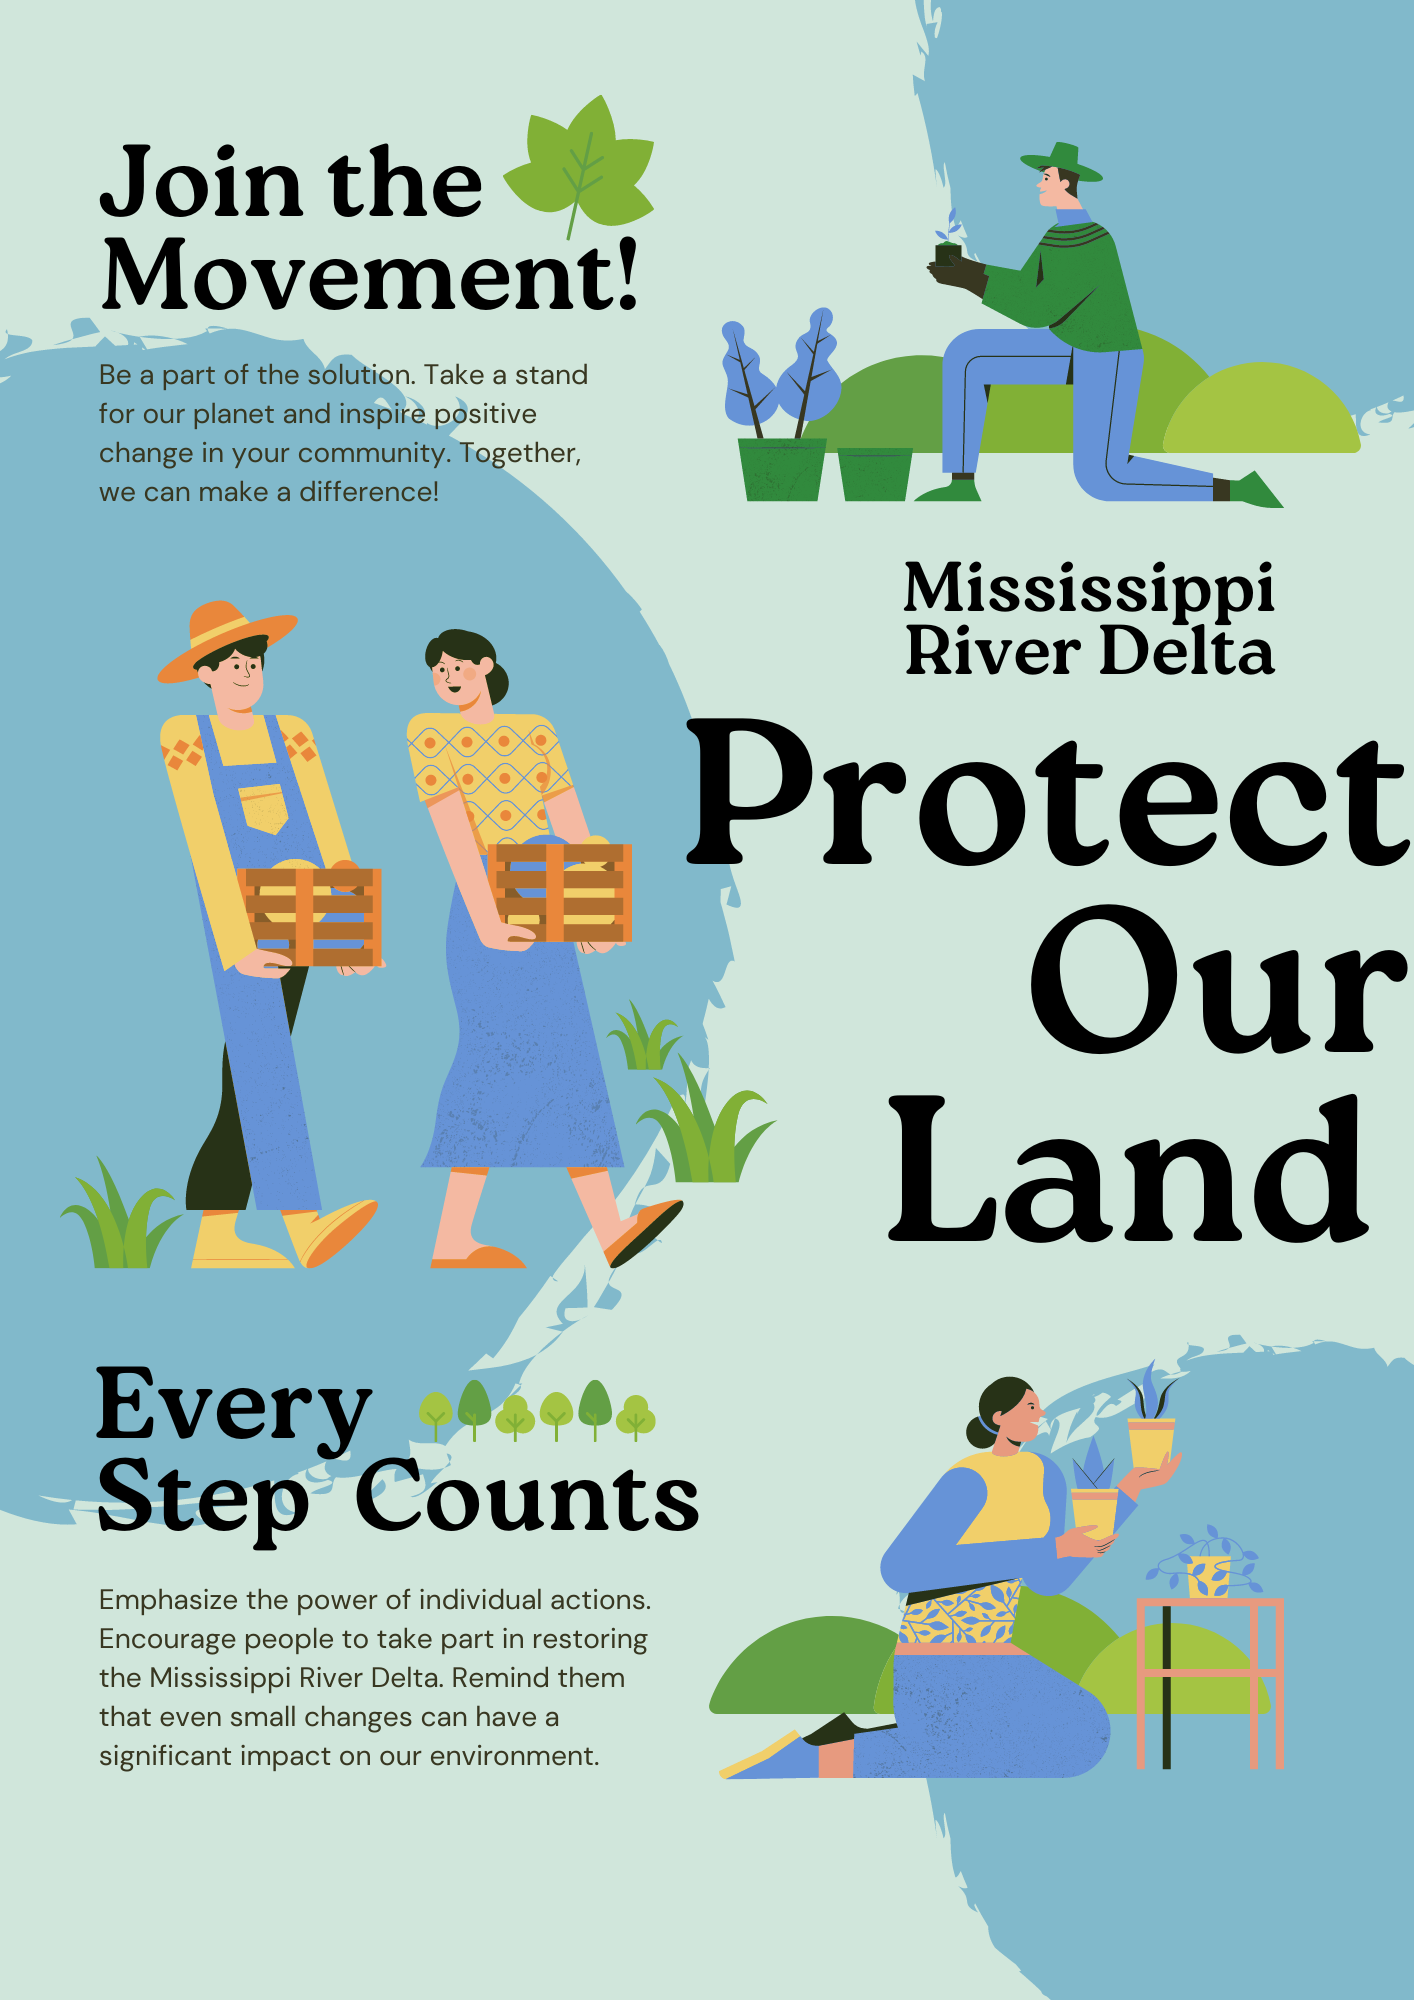 Join the
Movement!
Be a part of the solution. Take a stand
for our planet and inspire positive
change in your community. Together,
we can make a difference!
Mississippi
River Delta
Protect
Our
Land
Every
Step Counts
Emphasize the power of individual actions.
Encourage people to take part in restoring
the Mississippi River Delta. Remind them
that even small changes can have a
significant impact on our environment.